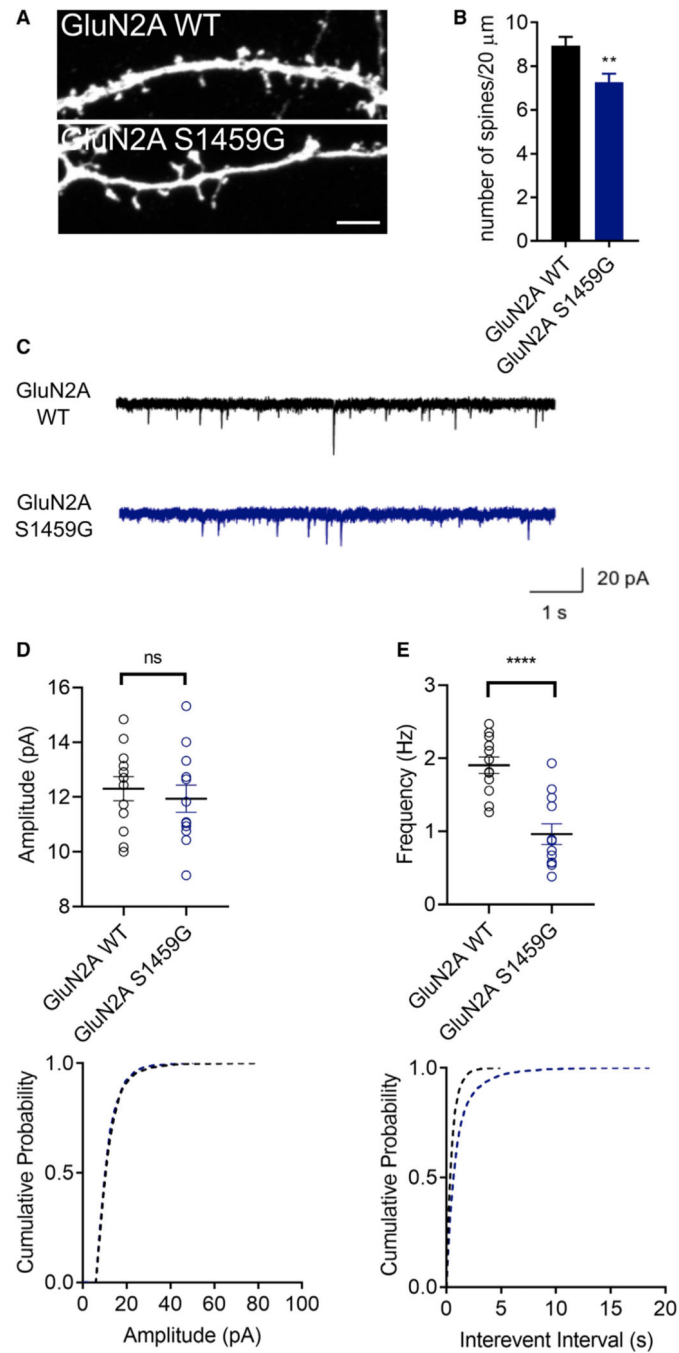 A
GluN2A WT
GluN2A S1459G
B
number of spines/20 μm
10
8
6
4
2
0
**
GluN2A WT
GluN2A S1459G
C
GluN2A
WT
GluN2A
S1459G
20 pA
1 s
D
ns
Amplitude (pA)
16
14
12
10
8
GluN2A WT
GluN2A S1459G
E
****
Frequency (Hz)
3
2
1
0
GluN2A WT
GluN2A S1459G
Cumulative Probability
1.0
0.5
0.0
0 20 40 60 80 100
Amplitude (pA)
Cumulative Probability
1.0
0.5
0.0
0 5 10 15 20
Interevent Interval (s)